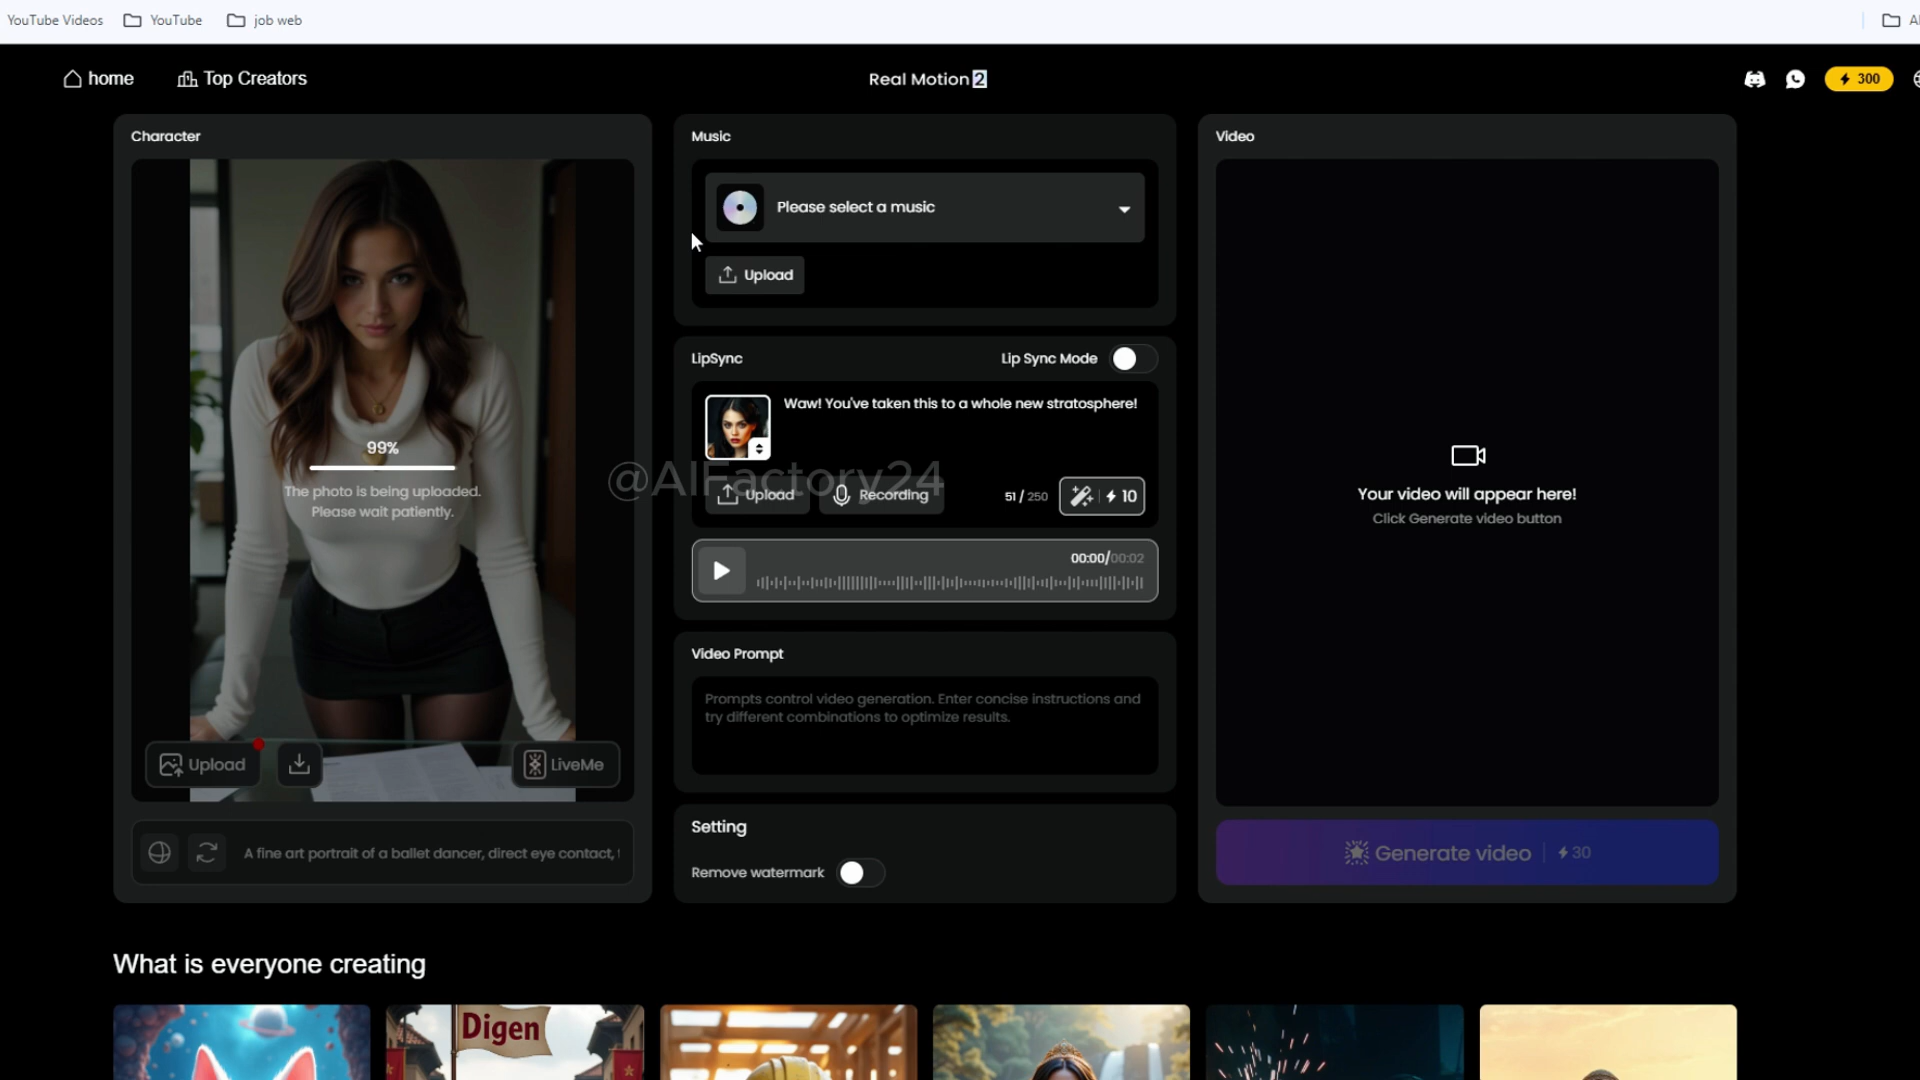 YouTube Videos
YouTube
job web
home
Top Creators
Real Motion 2
300
Character
99%
The photo is being uploaded.
Please wait patiently.
Upload
LiveMe
A fine art portrait of a ballet dancer, direct eye contact,
Music
Please select a music
Upload
LipSync
Lip Sync Mode
Waw! You've taken this to a whole new stratosphere!
@AIFactory24
Upload
Recording
51 / 250
10
00:00/00:02
Video Prompt
Prompts control video generation. Enter concise instructions and
try different combinations to optimize results.
Setting
Remove watermark
Video
Your video will appear here!
Click Generate video button
Generate video
30
What is everyone creating
Digen